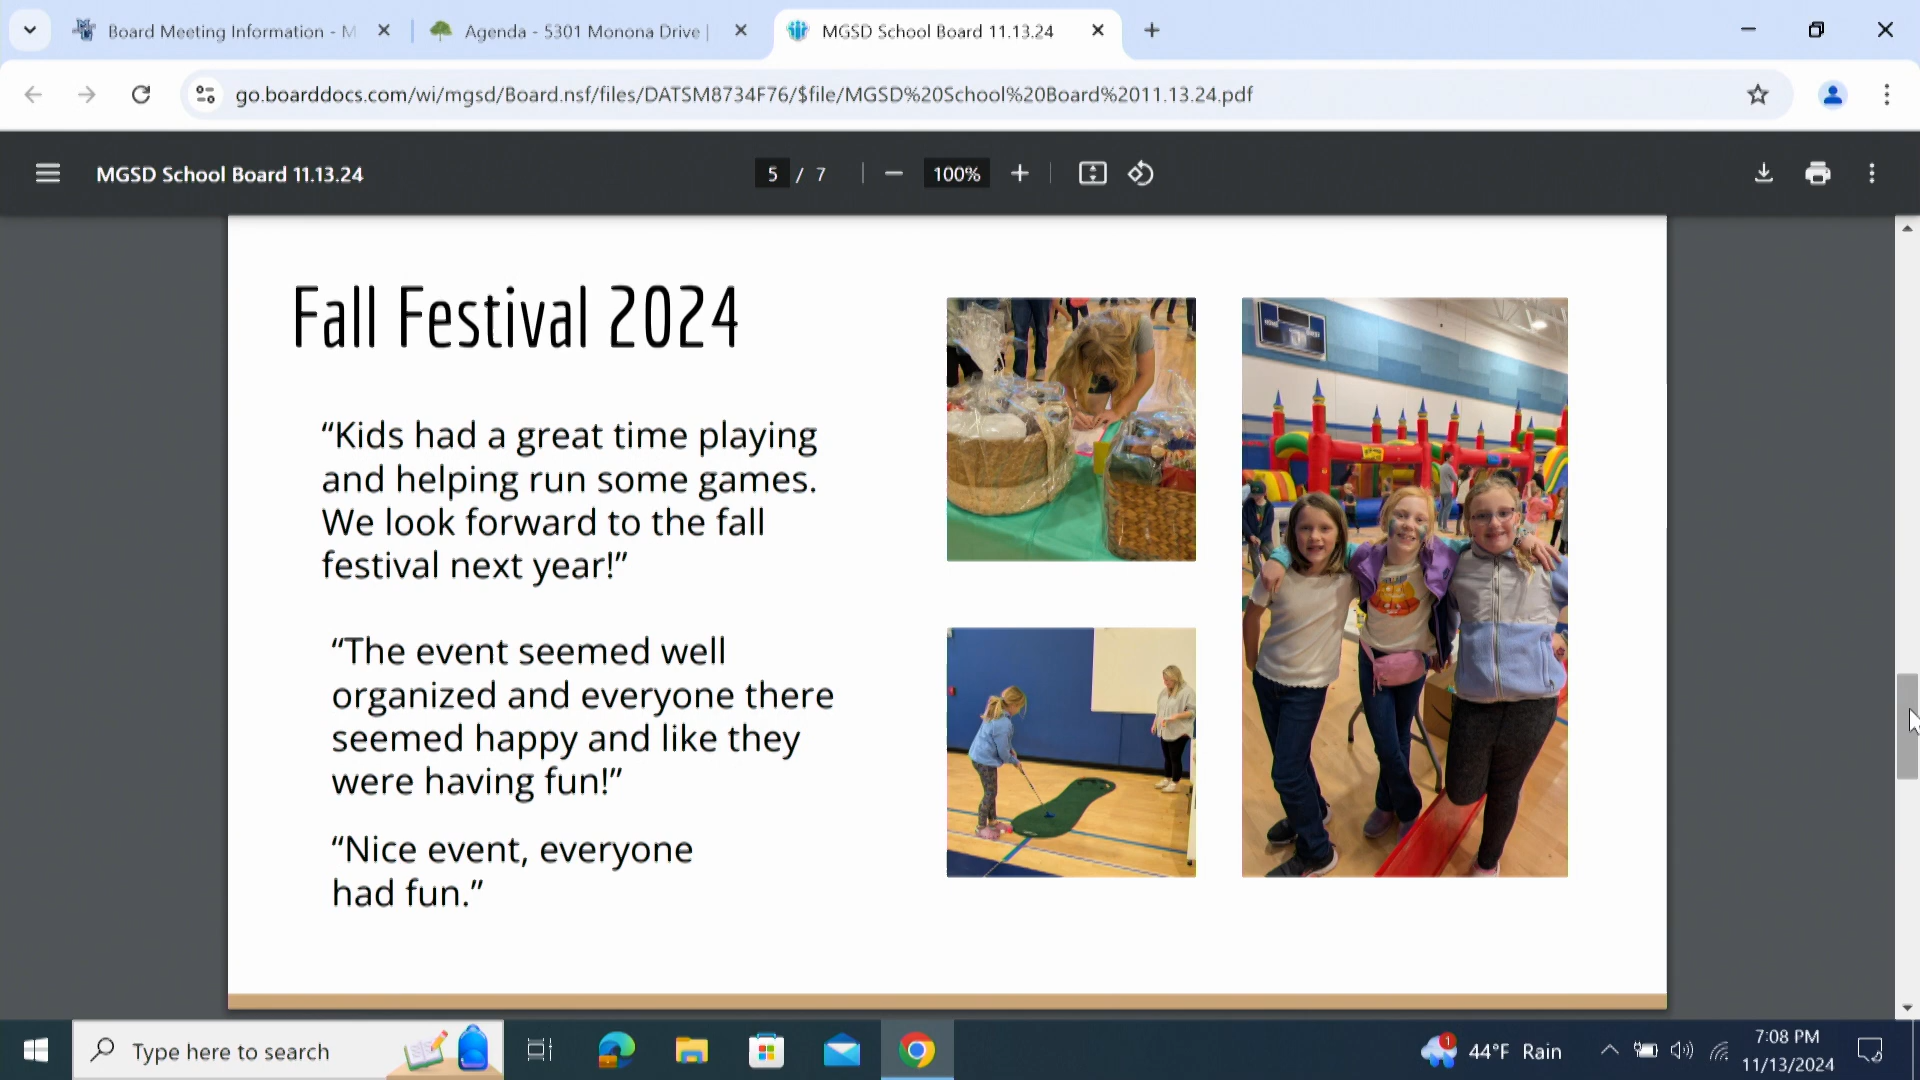 Board Meeting Information - M
Agenda - 5301 Monona Drive |
MGSD School Board 11.13.24
go.boarddocs.com/wi/mgsd/Board.nsf/files/DATSM8734F76/$file/MGSD%20School%20Board%2011.13.24.pdf
MGSD School Board 11.13.24
5 / 7
100%
Fall Festival 2024
“Kids had a great time playing
and helping run some games.
We look forward to the fall
festival next year!”
“The event seemed well
organized and everyone there
seemed happy and like they
were having fun!”
“Nice event, everyone
had fun.”
Type here to search
1
44°F Rain
7:08 PM
11/13/2024